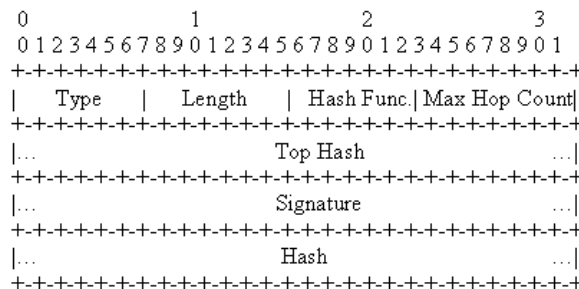 0 1 2 3
0 1 2 3 4 5 6 7 8 9 0 1 2 3 4 5 6 7 8 9 0 1 2 3 4 5 6 7 8 9 0 1
+-+-+-+-+-+-+-+-+-+-+-+-+-+-+-+-+-+-+-+-+-+-+-+-+-+-+-+-+-+-+-+-+
| Type | Length | Hash Func.| Max Hop Count|
+-+-+-+-+-+-+-+-+-+-+-+-+-+-+-+-+-+-+-+-+-+-+-+-+-+-+-+-+-+-+-+-+
|... Top Hash ...|
+-+-+-+-+-+-+-+-+-+-+-+-+-+-+-+-+-+-+-+-+-+-+-+-+-+-+-+-+-+-+-+-+
|... Signature ...|
+-+-+-+-+-+-+-+-+-+-+-+-+-+-+-+-+-+-+-+-+-+-+-+-+-+-+-+-+-+-+-+-+
|... Hash ...|
+-+-+-+-+-+-+-+-+-+-+-+-+-+-+-+-+-+-+-+-+-+-+-+-+-+-+-+-+-+-+-+-+